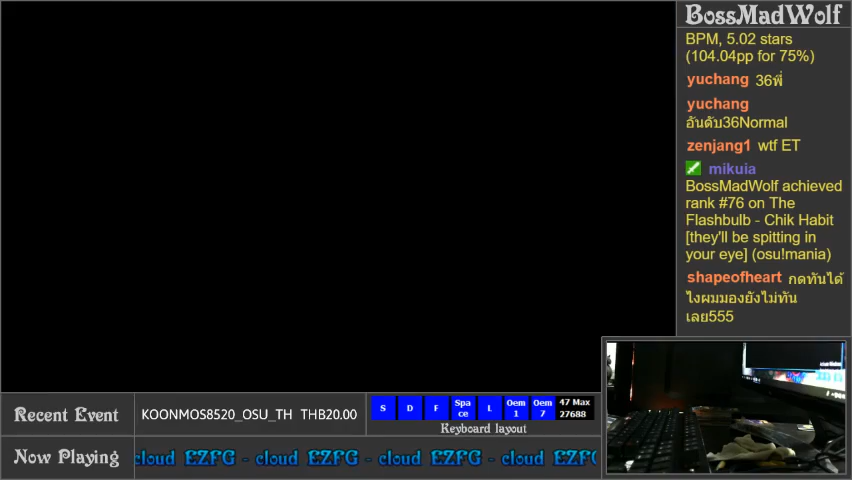 BossMadWolf
BPM, 5.02 stars
(104.04pp for 75%)
yuchang 36พี่
yuchang
อันดับ36Normal
zenjang1 wtf ET
mikuia
BossMadWolf achieved
rank #76 on The
Flashbulb - Chik Habit
[they'll be spitting in
your eye] (osu!mania)
shapeofheart กดทันได้
ไงผมมองยังไม่ทัน
เลย555
Recent Event
KOONMOS8520_OSU_TH THB20.00
S D F Spa
ce L Oem
1 Oem
7 47 Max
27688
Keyboard layout
Now Playing
cloud EZFG - cloud EZFG - cloud EZFG - cloud EZFG